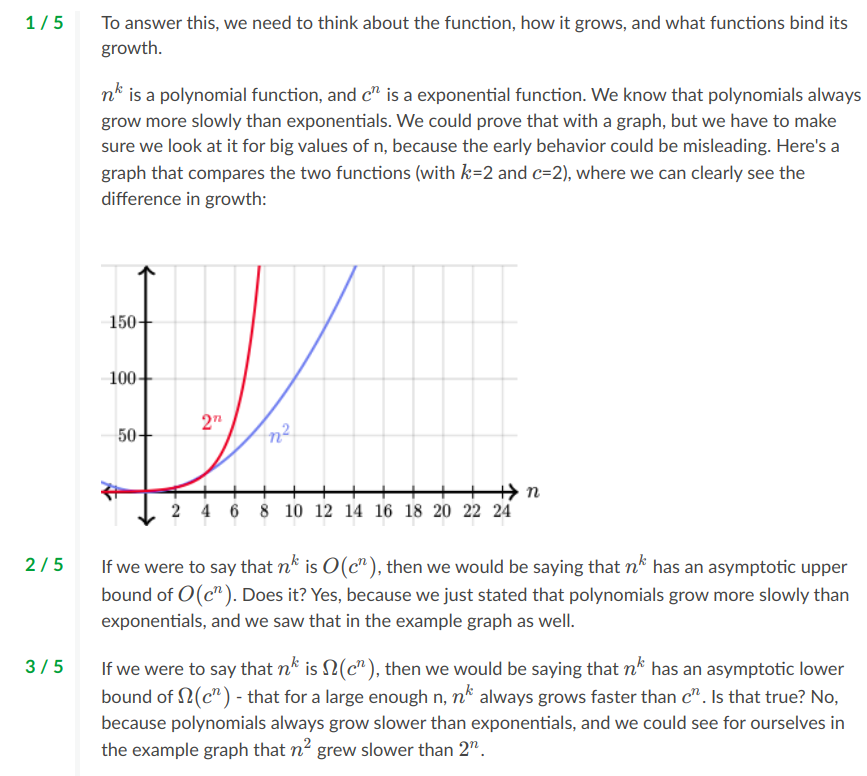 1 / 5 To answer this, we need to think about the function, how it grows, and what functions bind its
growth.
n^k is a polynomial function, and c^n is a exponential function. We know that polynomials always
grow more slowly than exponentials. We could prove that with a graph, but we have to make
sure we look at it for big values of n, because the early behavior could be misleading. Here's a
graph that compares the two functions (with k=2 and c=2), where we can clearly see the
difference in growth:
150
100
2^n
50
n^2
n
2 4 6 8 10 12 14 16 18 20 22 24
2 / 5 If we were to say that n^k is O(c^n), then we would be saying that n^k has an asymptotic upper
bound of O(c^n). Does it? Yes, because we just stated that polynomials grow more slowly than
exponentials, and we saw that in the example graph as well.
3 / 5 If we were to say that n^k is Ω(c^n), then we would be saying that n^k has an asymptotic lower
bound of Ω(c^n) - that for a large enough n, n^k always grows faster than c^n. Is that true? No,
because polynomials always grow slower than exponentials, and we could see for ourselves in
the example graph that n^2 grew slower than 2^n.